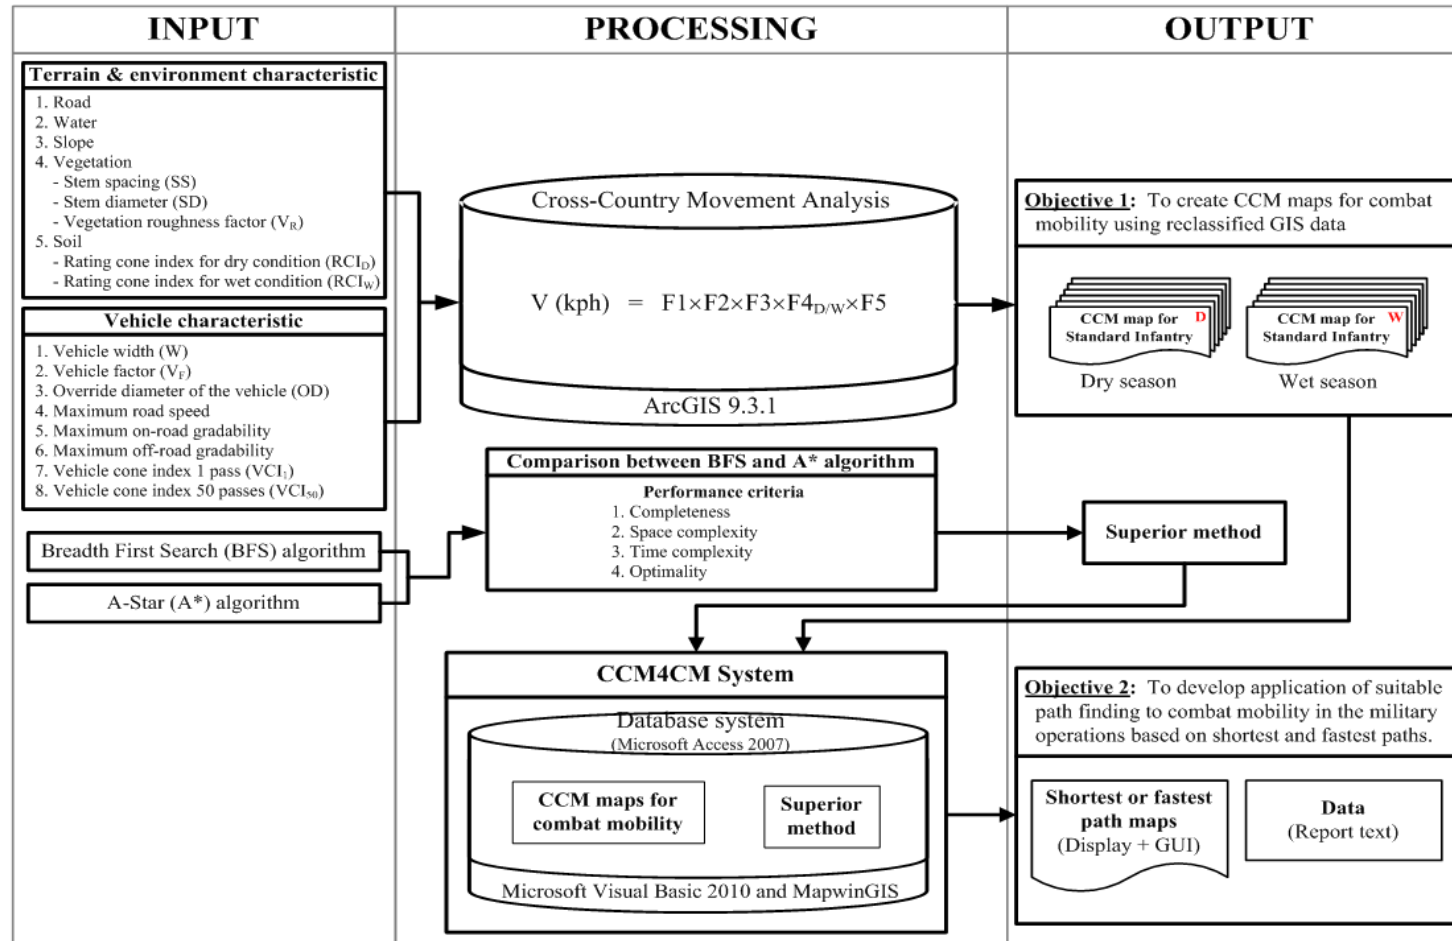 INPUT
PROCESSING
OUTPUT
Terrain & environment characteristic
1. Road
2. Water
3. Slope
4. Vegetation
- Stem spacing (SS)
- Stem diameter (SD)
- Vegetation roughness factor (V_R)
5. Soil
- Rating cone index for dry condition (RCI_D)
- Rating cone index for wet condition (RCI_W)
Vehicle characteristic
1. Vehicle width (W)
2. Vehicle factor (V_F)
3. Override diameter of the vehicle (OD)
4. Maximum road speed
5. Maximum on-road gradability
6. Maximum off-road gradability
7. Vehicle cone index 1 pass (VCI₁)
8. Vehicle cone index 50 passes (VCI₅₀)
Breadth First Search (BFS) algorithm
A-Star (A*) algorithm
Cross-Country Movement Analysis
V (kph) = F1×F2×F3×F4_D/W×F5
ArcGIS 9.3.1
Comparison between BFS and A* algorithm
Performance criteria
1. Completeness
2. Space complexity
3. Time complexity
4. Optimality
CCM4CM System
Database system
(Microsoft Access 2007)
CCM maps for
combat mobility
Superior
method
Microsoft Visual Basic 2010 and MapwinGIS
Objective 1: To create CCM maps for combat
mobility using reclassified GIS data
CCM map for D
Standard Infantry
Dry season
CCM map for W
Standard Infantry
Wet season
Superior method
Objective 2: To develop application of suitable
path finding to combat mobility in the military
operations based on shortest and fastest paths.
Shortest or fastest
path maps
(Display + GUI)
Data
(Report text)